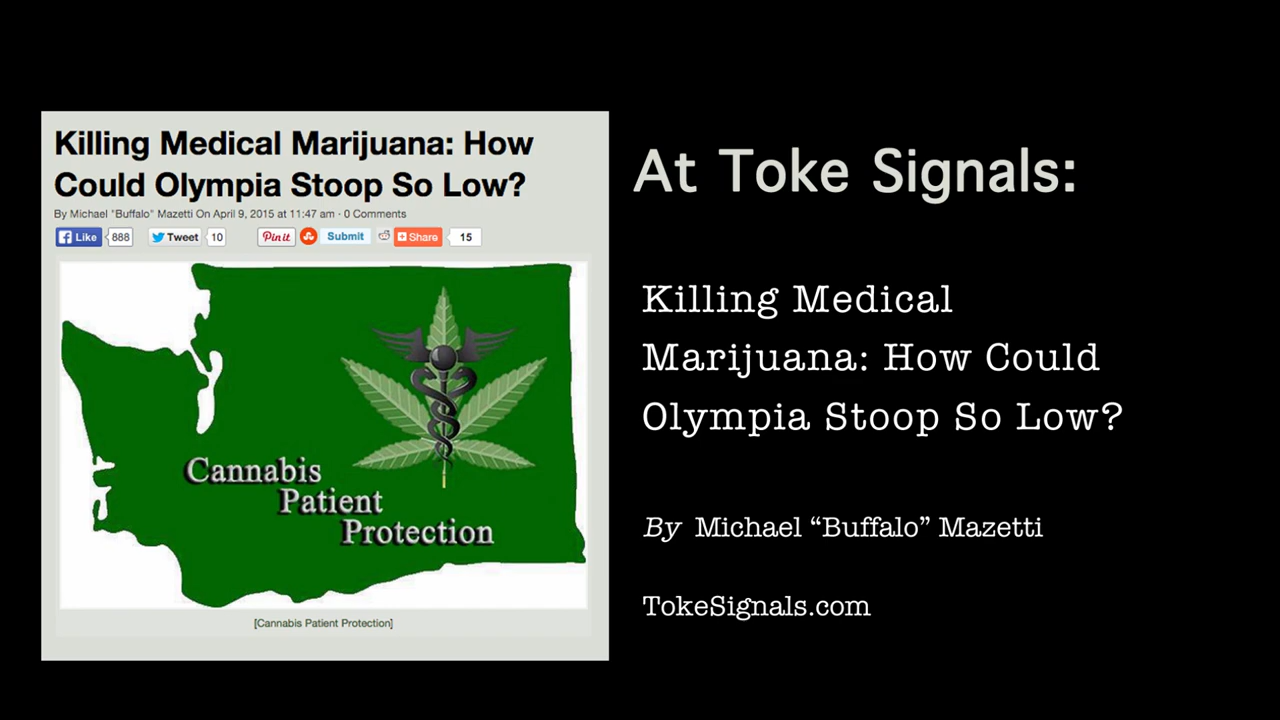 Killing Medical Marijuana: How
Could Olympia Stoop So Low?
By Michael "Buffalo" Mazetti On April 9, 2015 at 11:47 am · 0 Comments
Like 888 Tweet 10 Pin it Submit Share 15
Cannabis
Patient
Protection
[Cannabis Patient Protection]
At Toke Signals:
Killing Medical
Marijuana: How Could
Olympia Stoop So Low?
By Michael “Buffalo” Mazetti
TokeSignals.com